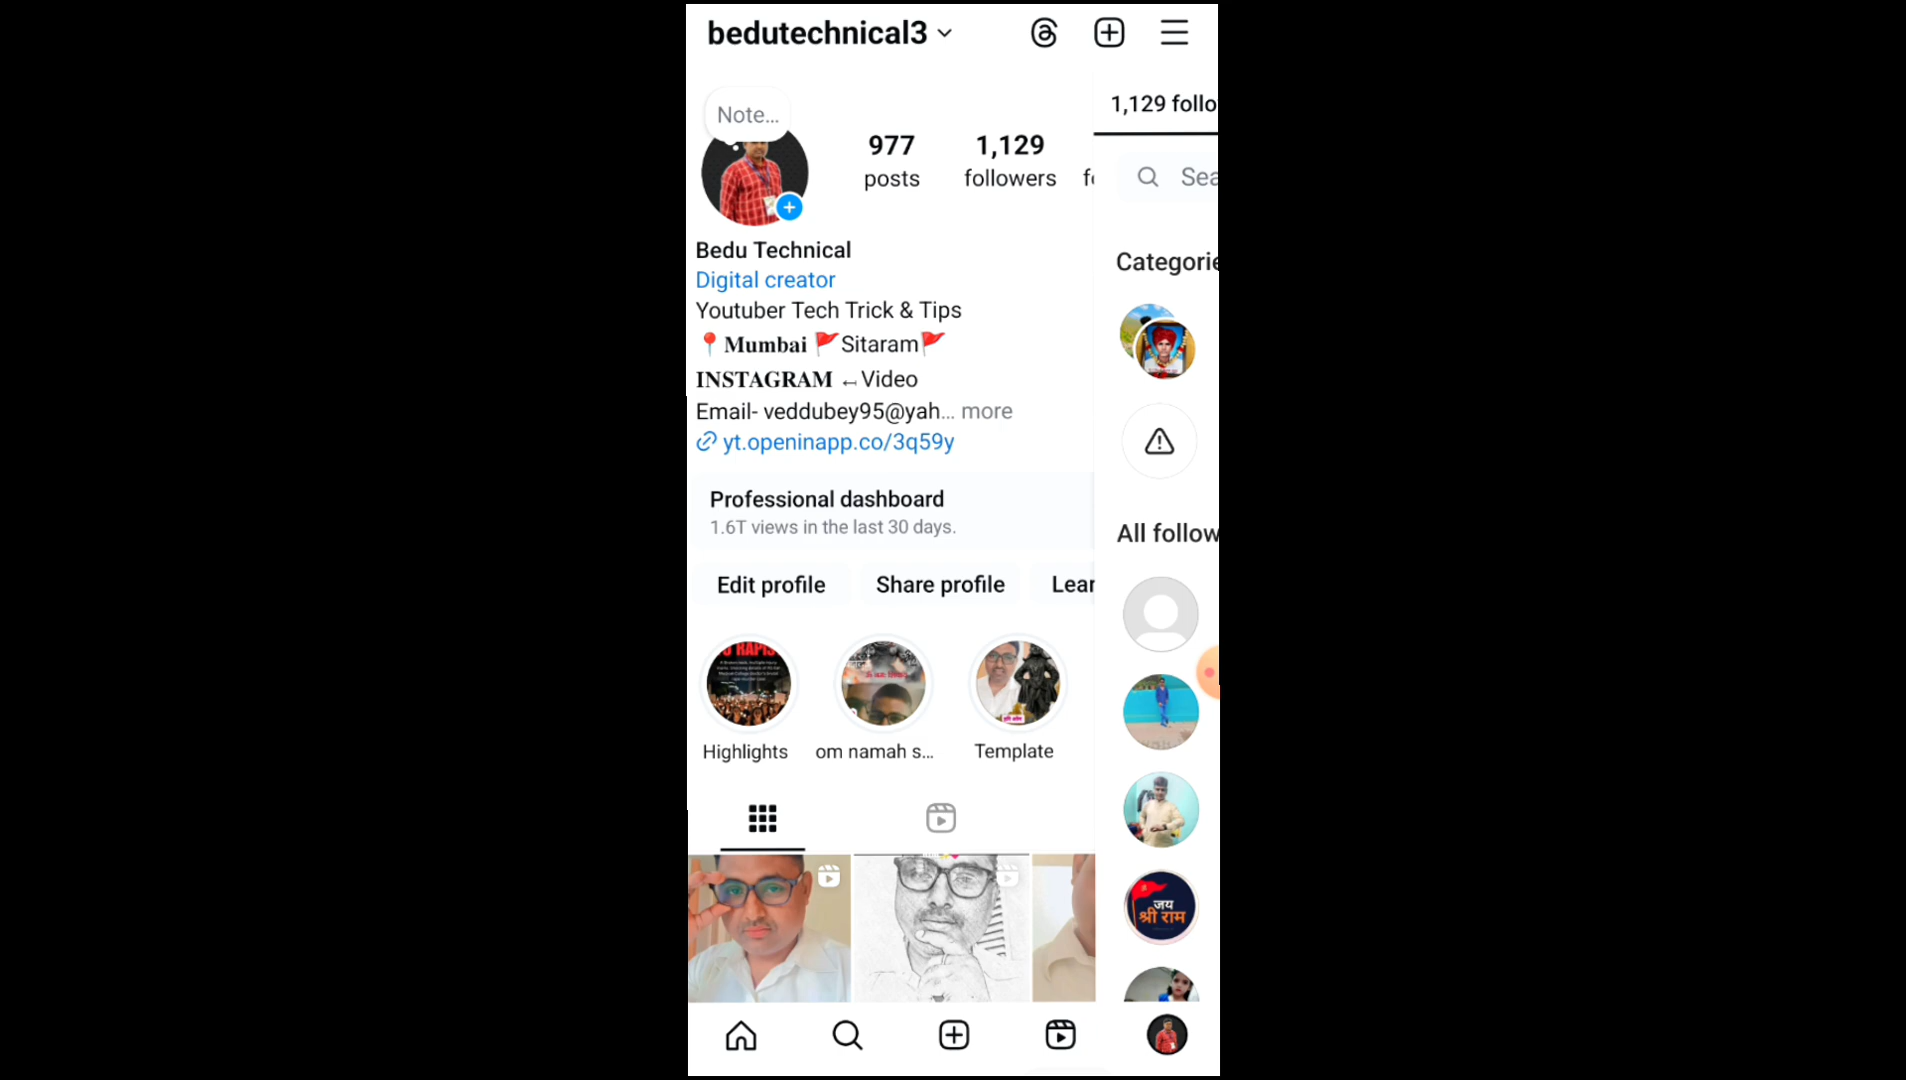 bedutechnical3
1,129 follo
Note...
977
posts
1,129
followers
Sea
Bedu Technical
Digital creator
Youtuber Tech Trick & Tips
📍 Mumbai 🚩Sitaram🚩
INSTAGRAM ↔Video
Email- veddubey95@yah... more
yt.openinapp.co/3q59y
Categorie
Professional dashboard
1.6T views in the last 30 days.
All follow
Edit profile
Share profile
Lear
Highlights
om namah s...
Template
जय
श्री राम